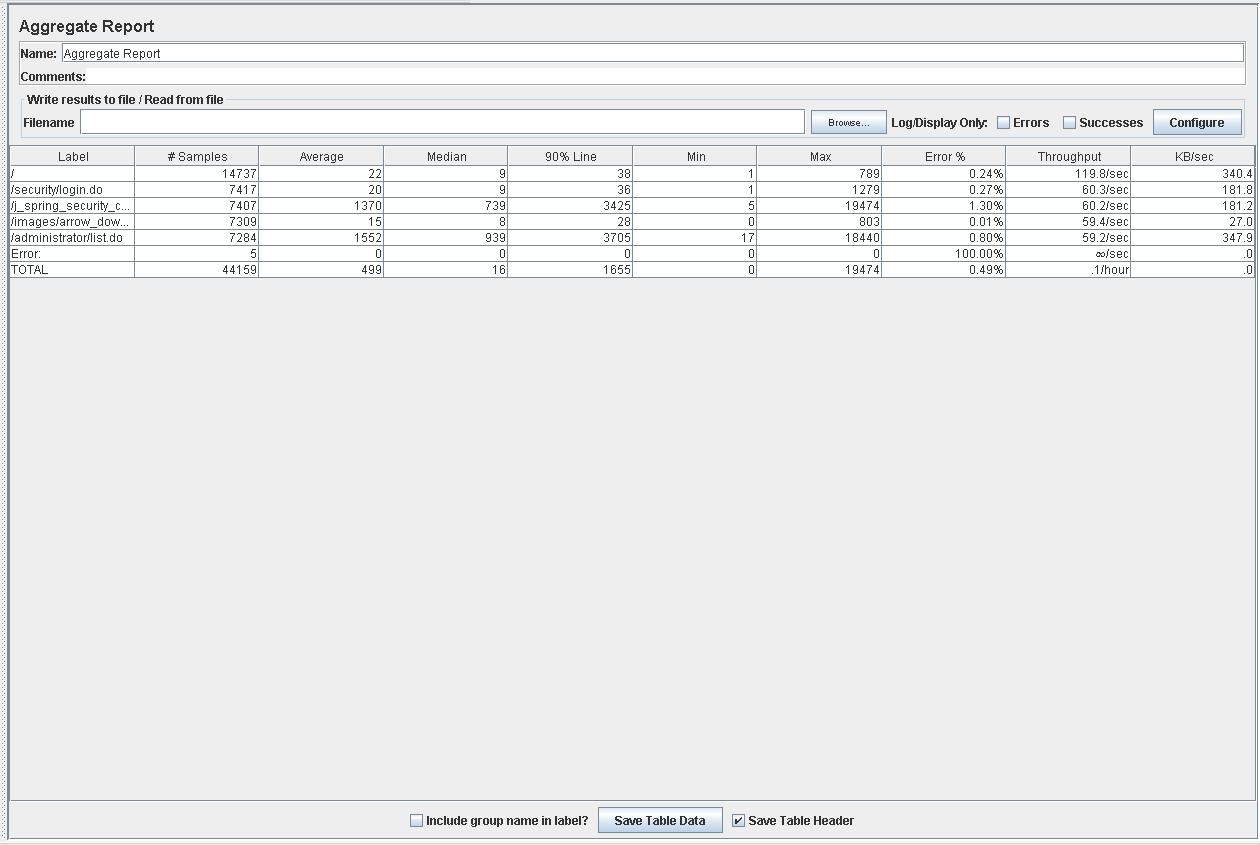 Aggregate Report
Name: Aggregate Report
Comments:
Write results to file / Read from file
Filename Browse... Log/Display Only: Errors Successes Configure
Label # Samples Average Median 90% Line Min Max Error % Throughput KB/sec
/ 14737 22 9 38 1 789 0.24% 119.8/sec 340.4
/security/login.do 7417 20 9 36 1 1279 0.27% 60.3/sec 181.8
/j_spring_security_c... 7407 1370 739 3425 5 19474 1.30% 60.2/sec 181.2
/images/arrow_dow... 7309 15 8 28 0 803 0.01% 59.4/sec 27.0
/administrator/list.do 7284 1552 939 3705 17 18440 0.80% 59.2/sec 347.9
Error: 5 0 0 0 0 0 100.00% ∞/sec .0
TOTAL 44159 499 16 1655 0 19474 0.49% .1/hour .0
Include group name in label? Save Table Data Save Table Header